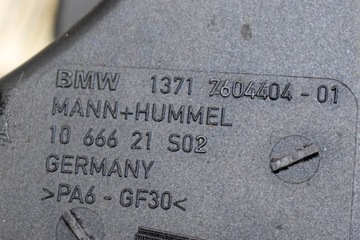 BMW 1371 7604404-01
MANN+HUMMEL
10 666 21 S02
GERMANY
>PA6-GF30<